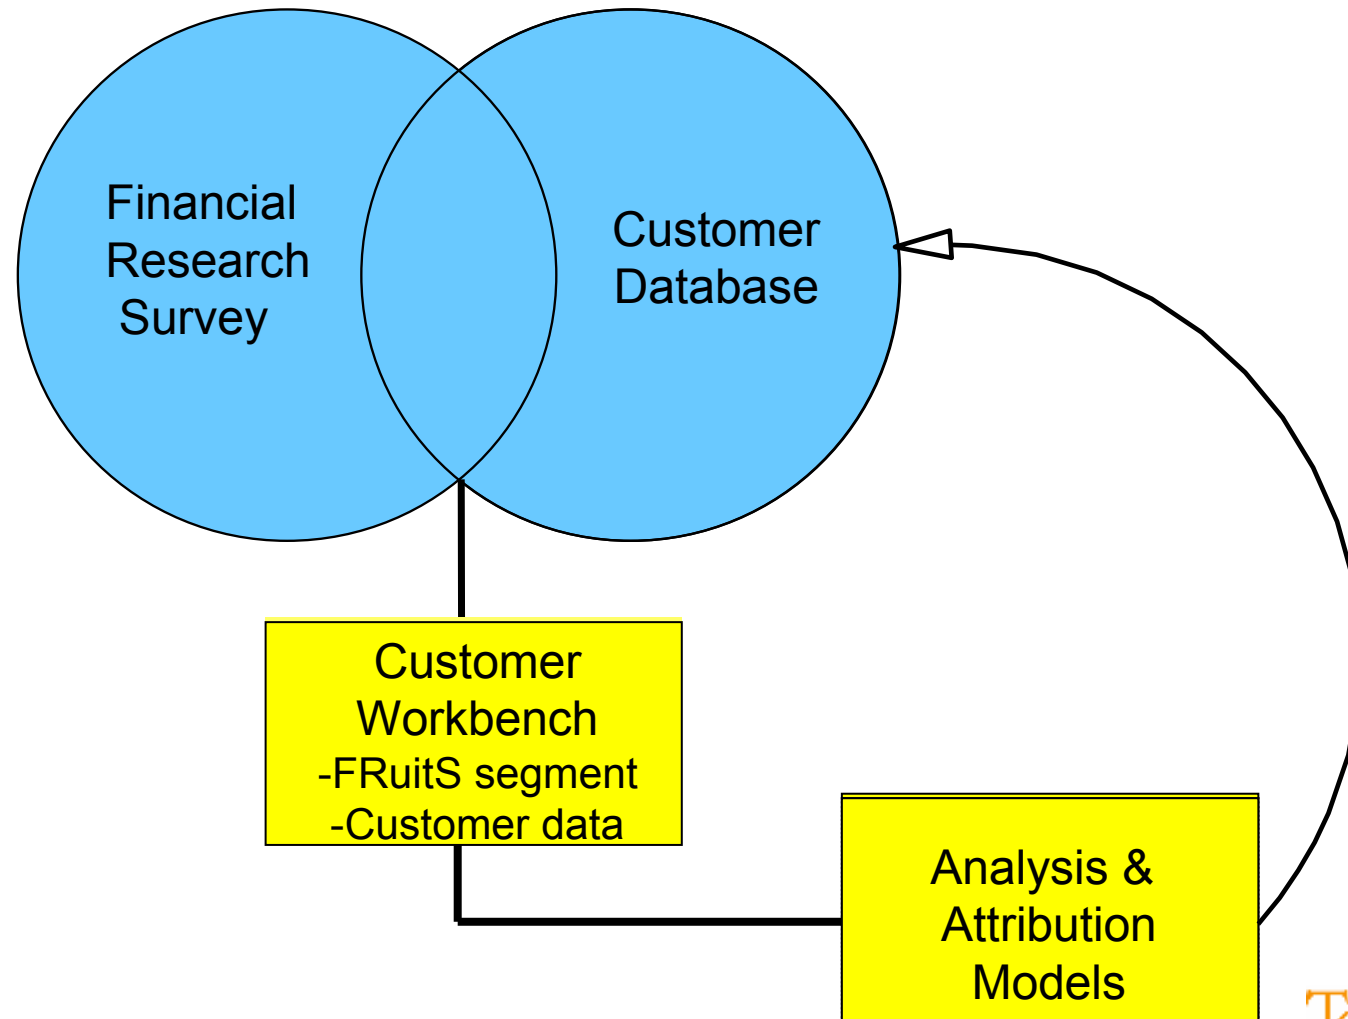 Financial
Research
Survey
Customer
Database
Customer
Workbench
-FRuitS segment
-Customer data
Analysis &
Attribution
Models